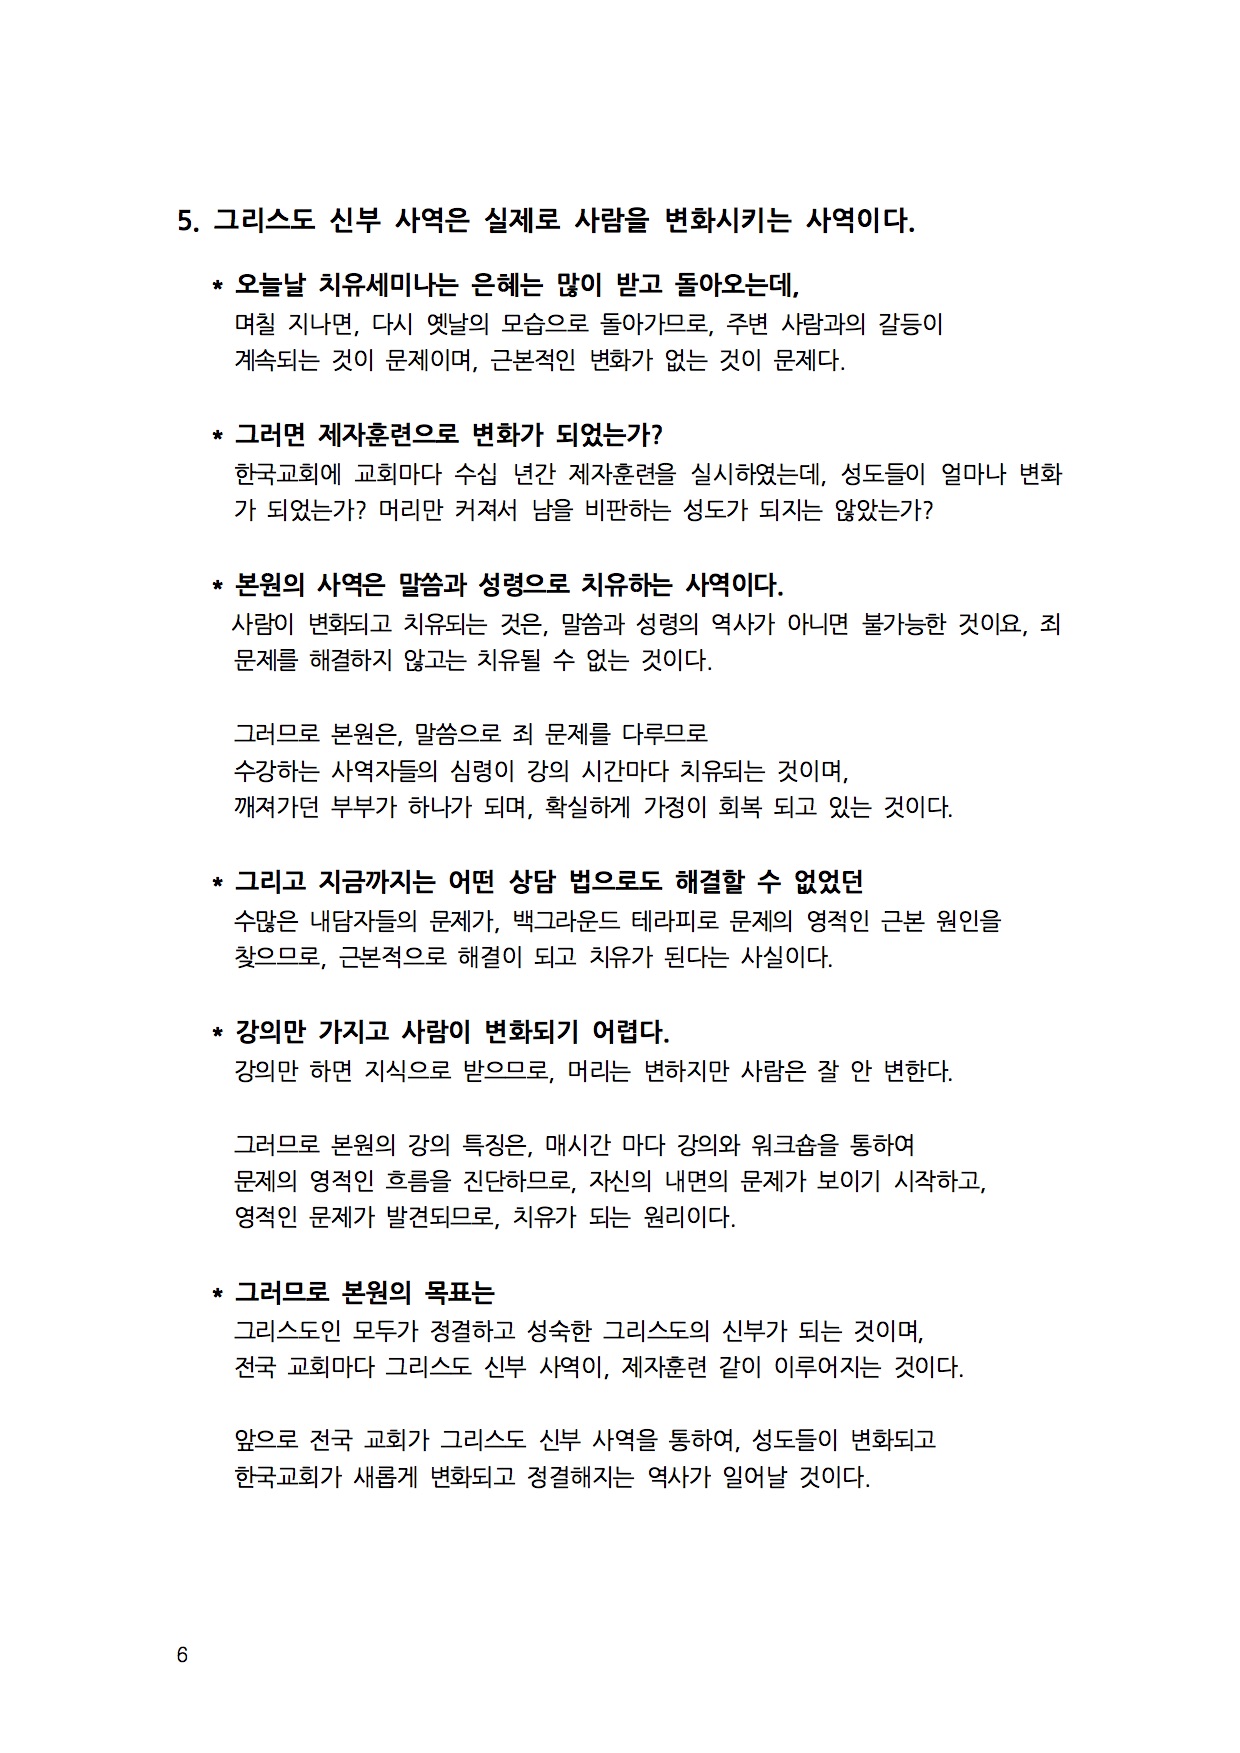 5. 그리스도 신부 사역은 실제로 사람을 변화시키는 사역이다.
* 오늘날 치유세미나는 은혜는 많이 받고 돌아오는데,
며칠 지나면, 다시 옛날의 모습으로 돌아가므로, 주변 사람과의 갈등이
계속되는 것이 문제이며, 근본적인 변화가 없는 것이 문제다.
* 그러면 제자훈련으로 변화가 되었는가?
한국교회에 교회마다 수십 년간 제자훈련을 실시하였는데, 성도들이 얼마나 변화
가 되었는가? 머리만 커져서 남을 비판하는 성도가 되지는 않았는가?
* 본원의 사역은 말씀과 성령으로 치유하는 사역이다.
사람이 변화되고 치유되는 것은, 말씀과 성령의 역사가 아니면 불가능한 것이요, 죄
문제를 해결하지 않고는 치유될 수 없는 것이다.
그러므로 본원은, 말씀으로 죄 문제를 다루므로
수강하는 사역자들의 심령이 강의 시간마다 치유되는 것이며,
깨져가던 부부가 하나가 되며, 확실하게 가정이 회복 되고 있는 것이다.
* 그리고 지금까지는 어떤 상담 법으로도 해결할 수 없었던
수많은 내담자들의 문제가, 백그라운드 테라피로 문제의 영적인 근본 원인을
찾으므로, 근본적으로 해결이 되고 치유가 된다는 사실이다.
* 강의만 가지고 사람이 변화되기 어렵다.
강의만 하면 지식으로 받으므로, 머리는 변하지만 사람은 잘 안 변한다.
그러므로 본원의 강의 특징은, 매시간 마다 강의와 워크숍을 통하여
문제의 영적인 흐름을 진단하므로, 자신의 내면의 문제가 보이기 시작하고,
영적인 문제가 발견되므로, 치유가 되는 원리이다.
* 그러므로 본원의 목표는
그리스도인 모두가 정결하고 성숙한 그리스도의 신부가 되는 것이며,
전국 교회마다 그리스도 신부 사역이, 제자훈련 같이 이루어지는 것이다.
앞으로 전국 교회가 그리스도 신부 사역을 통하여, 성도들이 변화되고
한국교회가 새롭게 변화되고 정결해지는 역사가 일어날 것이다.
6